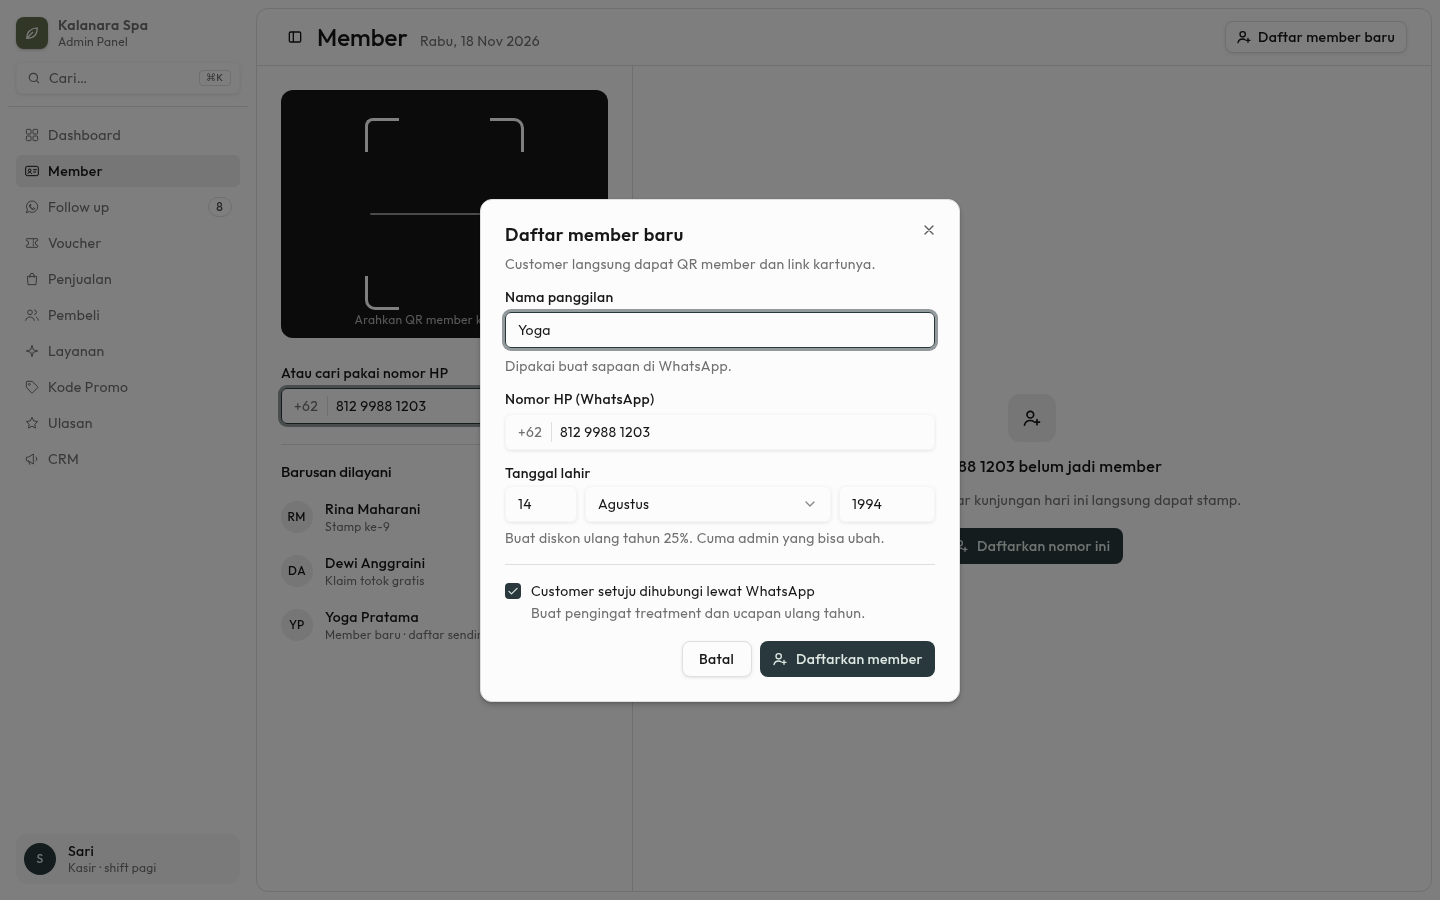 Kalanara Spa
Admin Panel
Cari...
⌘K
Dashboard
Member
Follow up
8
Voucher
Penjualan
Pembeli
Layanan
Kode Promo
Ulasan
CRM
S
Sari
Kasir · shift pagi
Member
Rabu, 18 Nov 2026
Daftar member baru
Arahkan QR member
Atau cari pakai nomor HP
+62
812 9988 1203
Barusan dilayani
RM
Rina Maharani
Stamp ke-9
DA
Dewi Anggraini
Klaim totok gratis
YP
Yoga Pratama
Member baru · daftar sendir
Daftar member baru
Customer langsung dapat QR member dan link kartunya.
Nama panggilan
Yoga
Dipakai buat sapaan di WhatsApp.
Nomor HP (WhatsApp)
+62
812 9988 1203
Tanggal lahir
14
Agustus
1994
Buat diskon ulang tahun 25%. Cuma admin yang bisa ubah.
Customer setuju dihubungi lewat WhatsApp
Buat pengingat treatment dan ucapan ulang tahun.
Batal
Daftarkan member
88 1203 belum jadi member
kunjungan hari ini langsung dapat stamp.
Daftarkan nomor ini